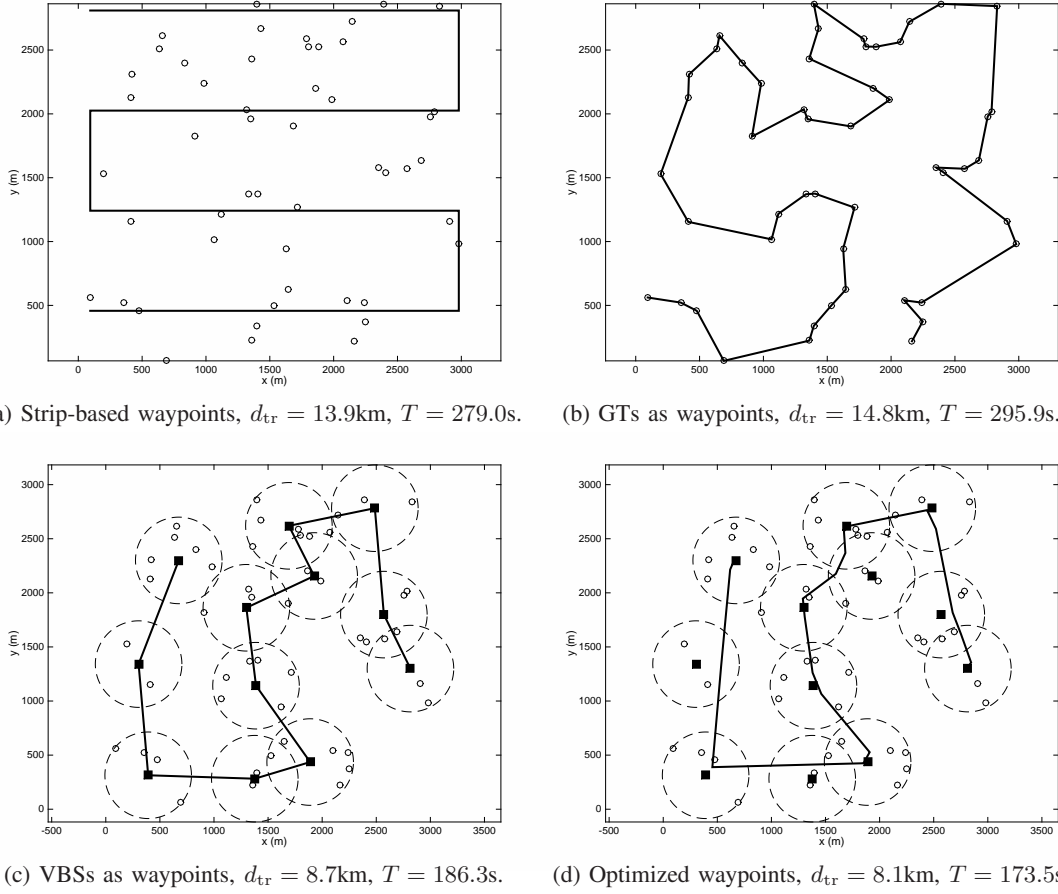 2500
2000
1500
1000
500
y (m)
0 500 1000 1500 2000 2500 3000
x (m)
2500
2000
1500
1000
500
y (m)
0 500 1000 1500 2000 2500 3000
x (m)
a) Strip-based waypoints, d_tr = 13.9km, T = 279.0s.
(b) GTs as waypoints, d_tr = 14.8km, T = 295.9s.
3000
2500
2000
1500
1000
500
0
y (m)
-500 0 500 1000 1500 2000 2500 3000 3500
x (m)
3000
2500
2000
1500
1000
500
0
y (m)
-500 0 500 1000 1500 2000 2500 3000 3500
x (m)
(c) VBSs as waypoints, d_tr = 8.7km, T = 186.3s.
(d) Optimized waypoints, d_tr = 8.1km, T = 173.5s